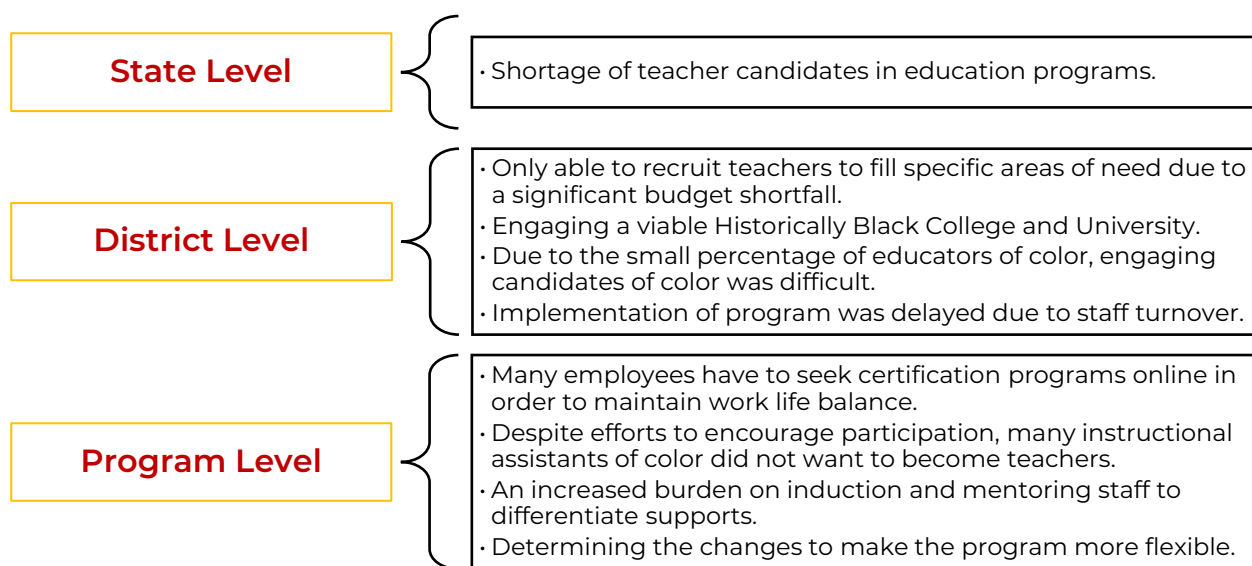 State Level
· Shortage of teacher candidates in education programs.
District Level
· Only able to recruit teachers to fill specific areas of need due to
a significant budget shortfall.
· Engaging a viable Historically Black College and University.
· Due to the small percentage of educators of color, engaging
candidates of color was difficult.
· Implementation of program was delayed due to staff turnover.
Program Level
· Many employees have to seek certification programs online in
order to maintain work life balance.
· Despite efforts to encourage participation, many instructional
assistants of color did not want to become teachers.
· An increased burden on induction and mentoring staff to
differentiate supports.
· Determining the changes to make the program more flexible.